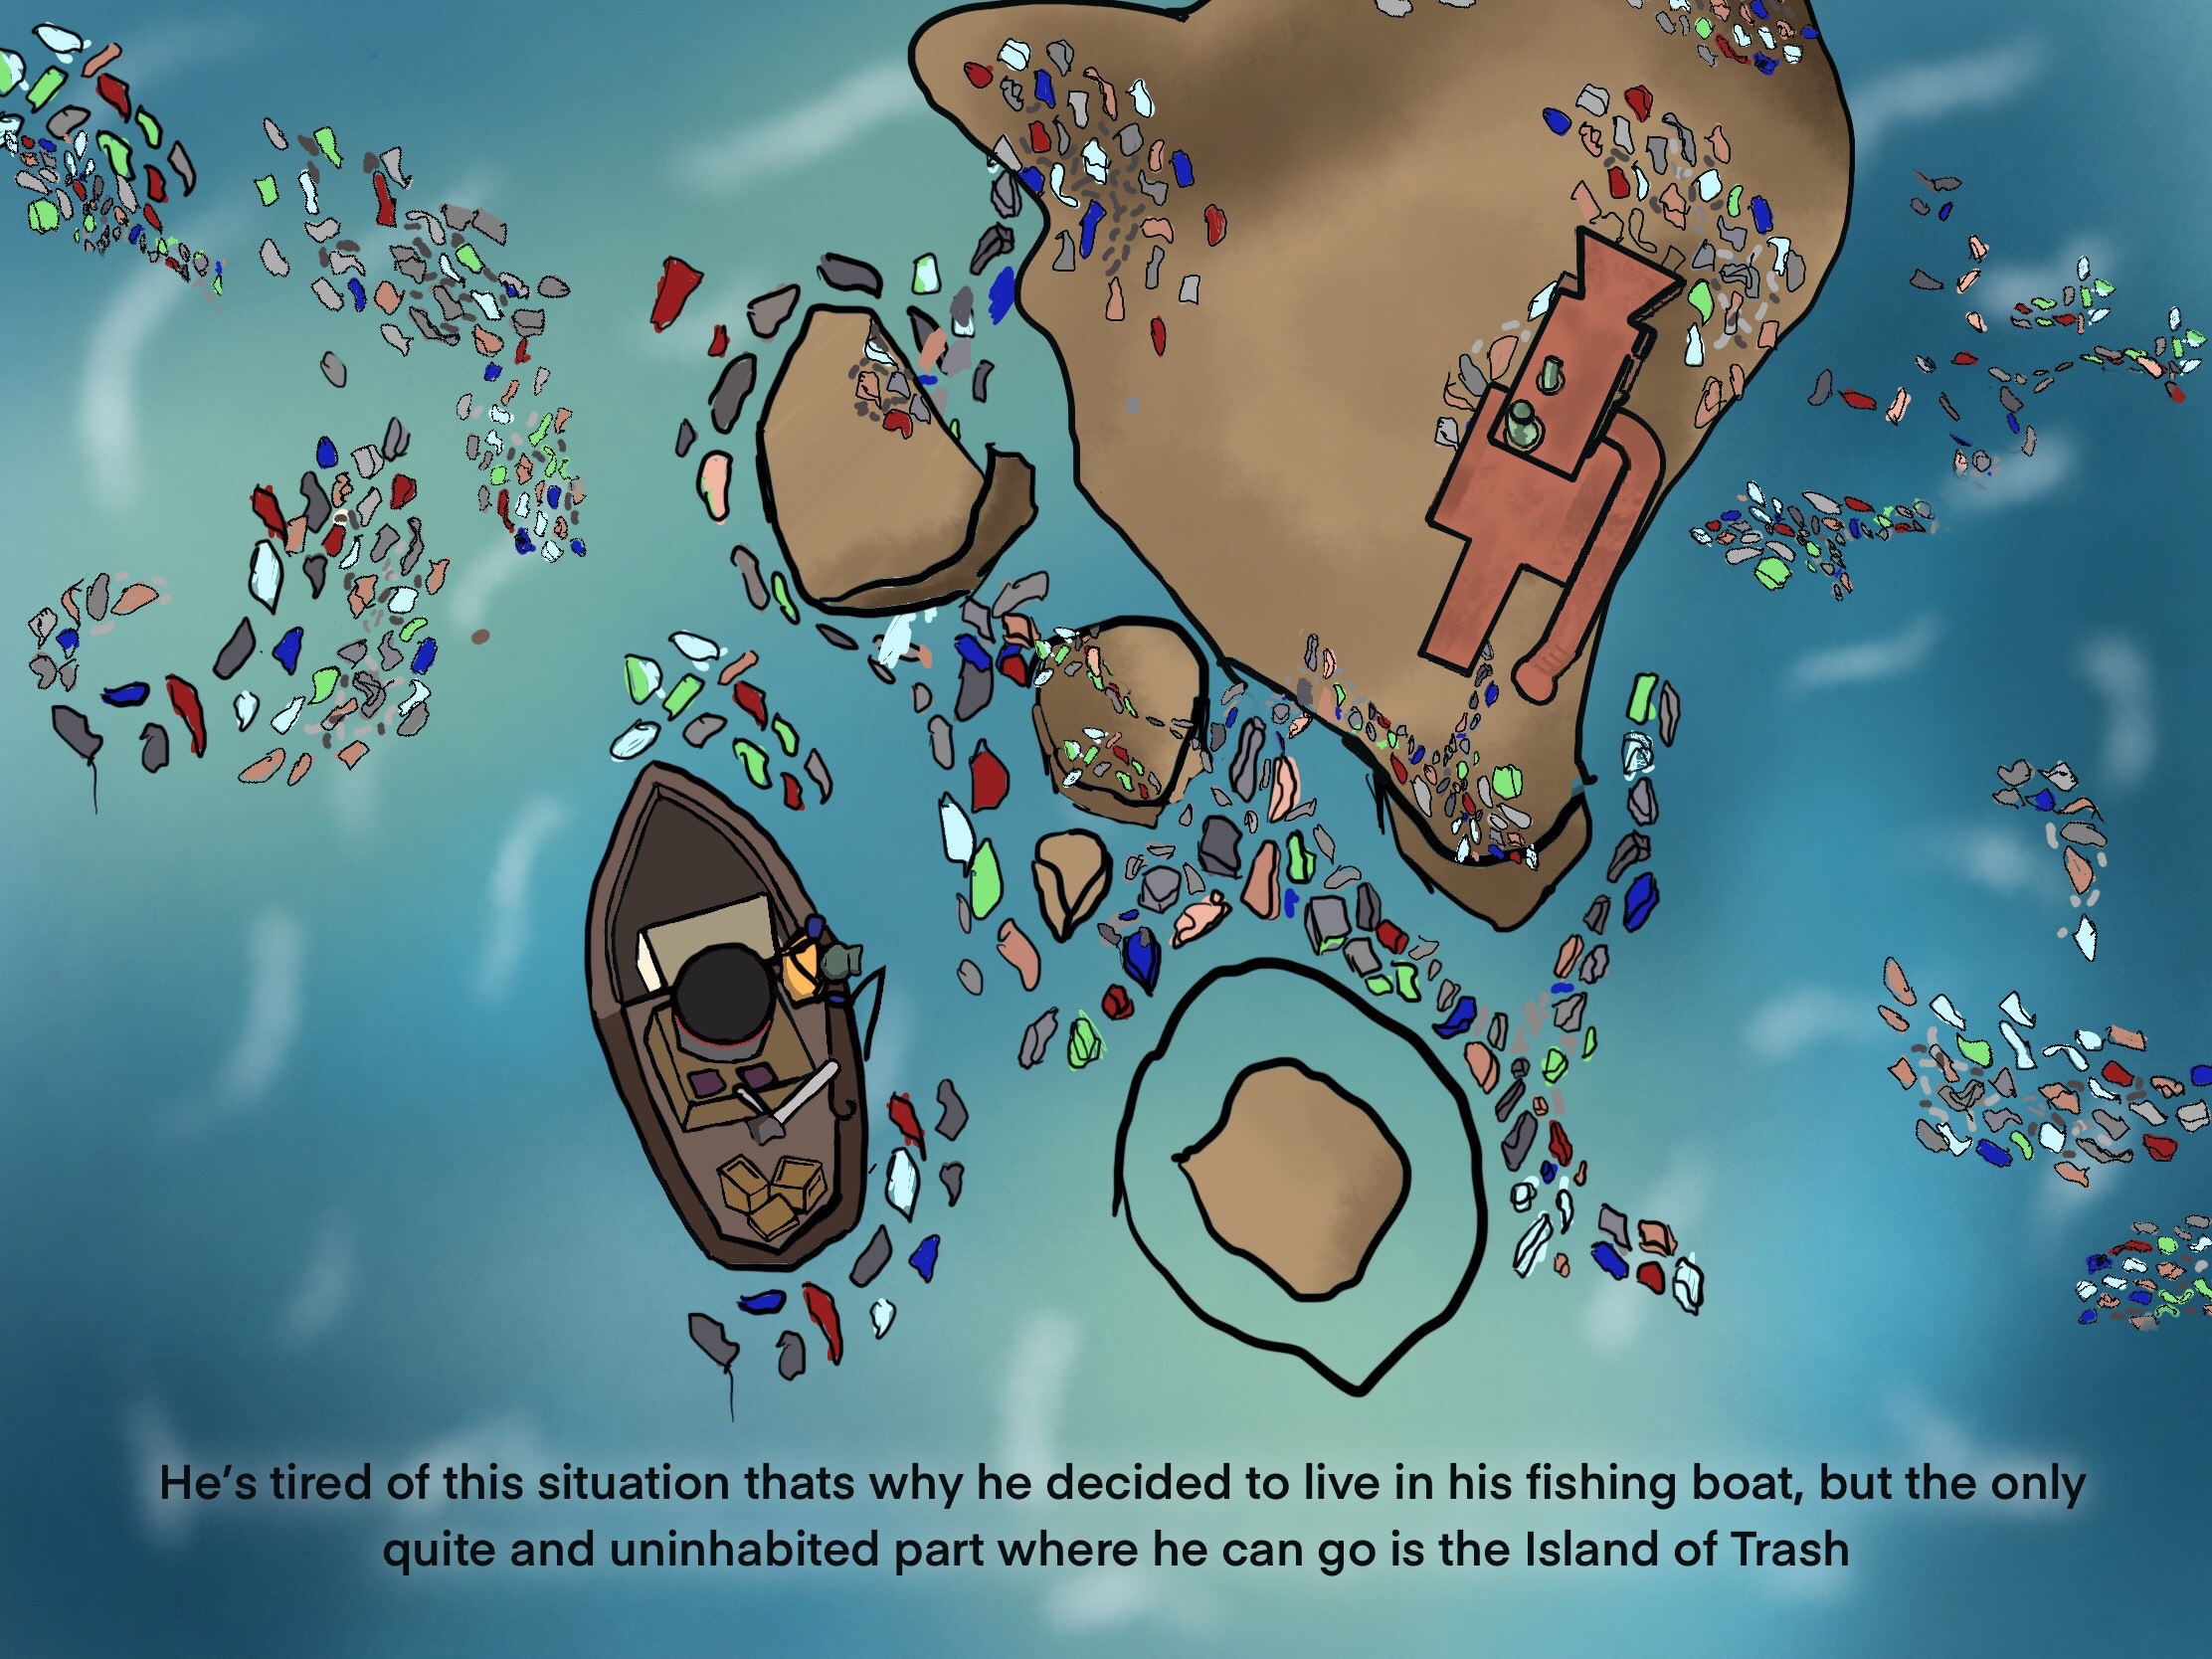 He's tired of this situation thats why he decided to live in his fishing boat, but the only
quite and uninhabited part where he can go is the Island of Trash